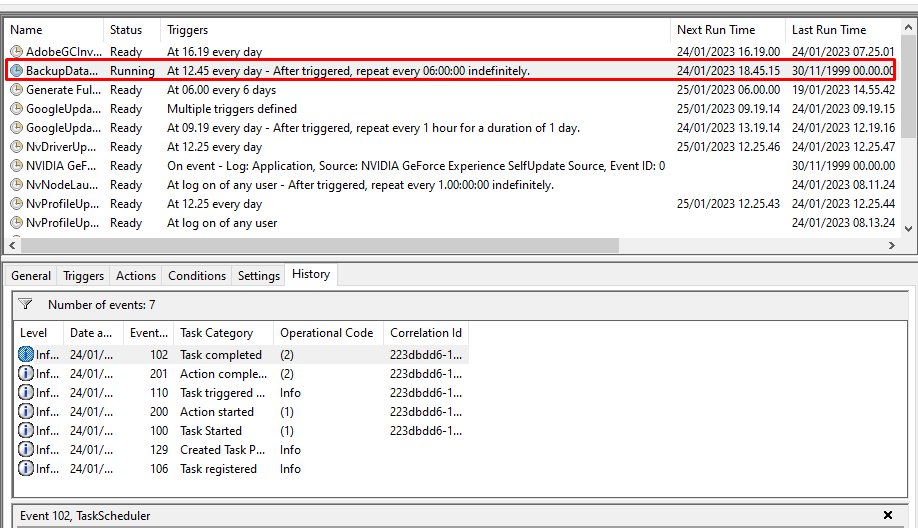 Name Status Triggers Next Run Time Last Run Time
AdobeGCInv... Ready At 16.19 every day 24/01/2023 16.19.00 24/01/2023 07.25.01
BackupData... Running At 12.45 every day - After triggered, repeat every 06:00:00 indefinitely. 24/01/2023 18.45.15 30/11/1999 00.00.00
Generate Ful... Ready At 06.00 every 6 days 25/01/2023 06.00.00 19/01/2023 14.55.42
GoogleUpda... Ready Multiple triggers defined 25/01/2023 09.19.14 24/01/2023 09.19.15
GoogleUpda... Ready At 09.19 every day - After triggered, repeat every 1 hour for a duration of 1 day. 24/01/2023 13.19.14 24/01/2023 12.19.16
NvDriverUp... Ready At 12.25 every day 25/01/2023 12.25.46 24/01/2023 12.25.47
NVIDIA GeF... Ready On event - Log: Application, Source: NVIDIA GeForce Experience SelfUpdate Source, Event ID: 0 30/11/1999 00.00.00
NvNodeLau... Ready At log on of any user - After triggered, repeat every 1.00:00:00 indefinitely. 24/01/2023 08.11.24
NvProfileUp... Ready At 12.25 every day 25/01/2023 12.25.43 24/01/2023 12.25.44
NvProfileUp... Ready At log on of any user 24/01/2023 08.13.24
General Triggers Actions Conditions Settings History
Number of events: 7
Level Date a... Event... Task Category Operational Code Correlation Id
Inf... 24/01/... 102 Task completed (2) 223dbdd6-1...
Inf... 24/01/... 201 Action comple... (2) 223dbdd6-1...
Inf... 24/01/... 110 Task triggered ... Info 223dbdd6-1...
Inf... 24/01/... 200 Action started (1) 223dbdd6-1...
Inf... 24/01/... 100 Task Started (1) 223dbdd6-1...
Inf... 24/01/... 129 Created Task P... Info
Inf... 24/01/... 106 Task registered Info
Event 102, TaskScheduler